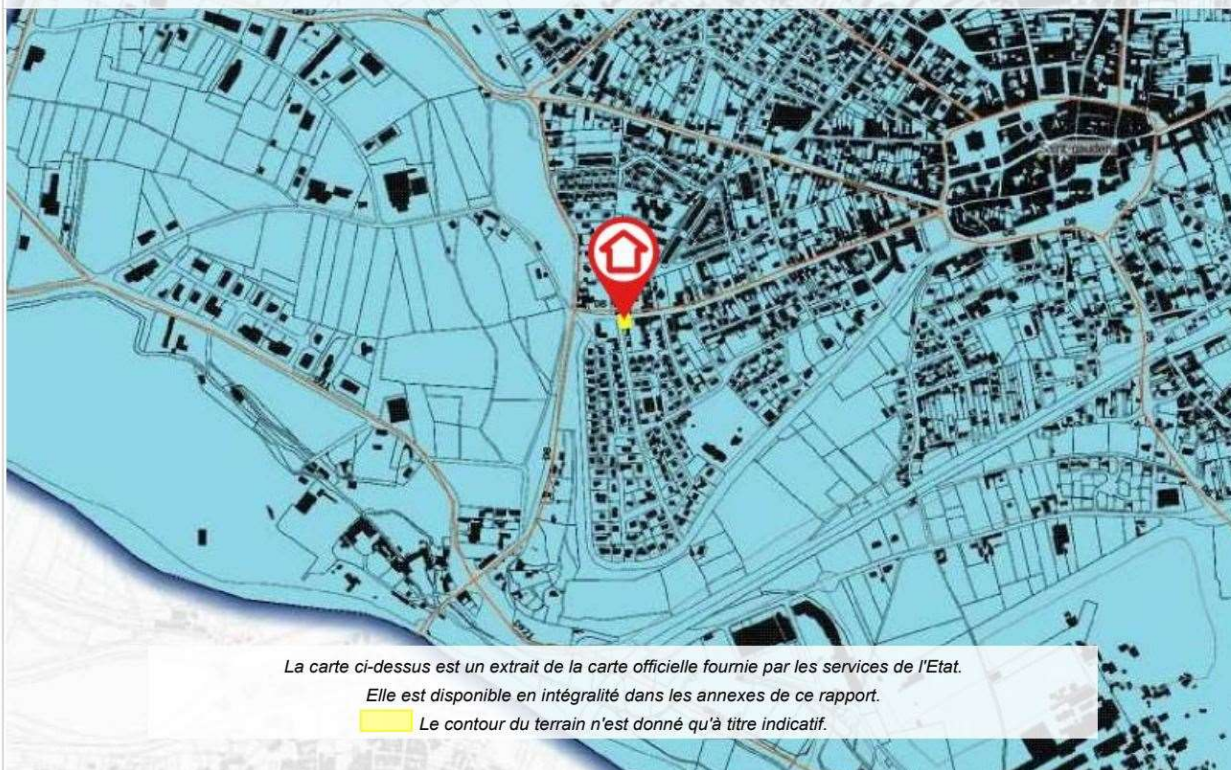 La carte ci-dessus est un extrait de la carte officielle fournie par les services de l'Etat.
Elle est disponible en intégralité dans les annexes de ce rapport.
Le contour du terrain n'est donné qu'à titre indicatif.